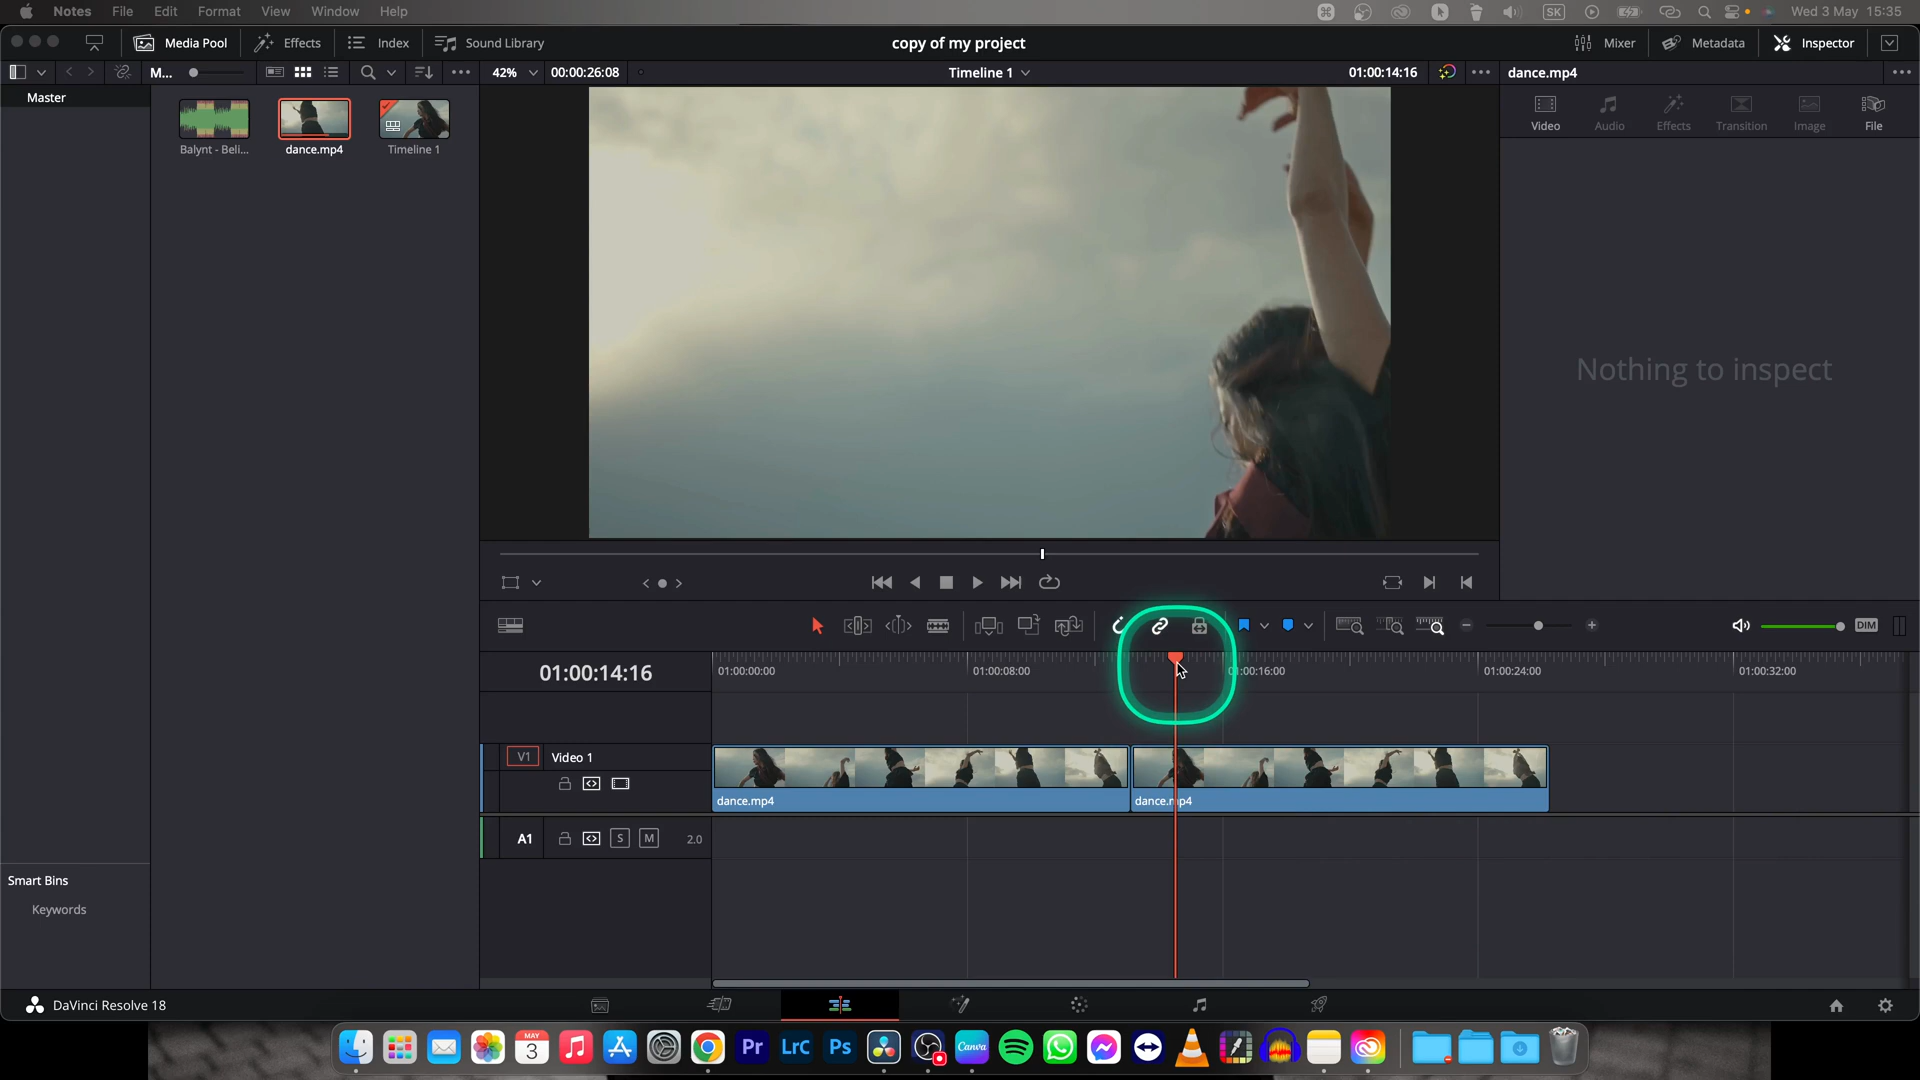 Notes File Edit Format View Window Help SK Wed 3 May 15:35
Media Pool Effects Index Sound Library copy of my project Mixer Metadata Inspector
M... 42% 00:00:26:08 Timeline 1 01:00:14:16 dance.mp4
Master
Video Audio Effects Transition Image File
Balynt - Beli... dance.mp4 Timeline 1
Nothing to inspect
DIM
01:00:14:16 01:00:00:00 01:00:08:00 01:00:16:00 01:00:24:00 01:00:32:00
V1 Video 1
dance.mp4 dance.mp4
A1 S M 2.0
Smart Bins
Keywords
DaVinci Resolve 18
MAY
3 Pr LrC Ps Canva